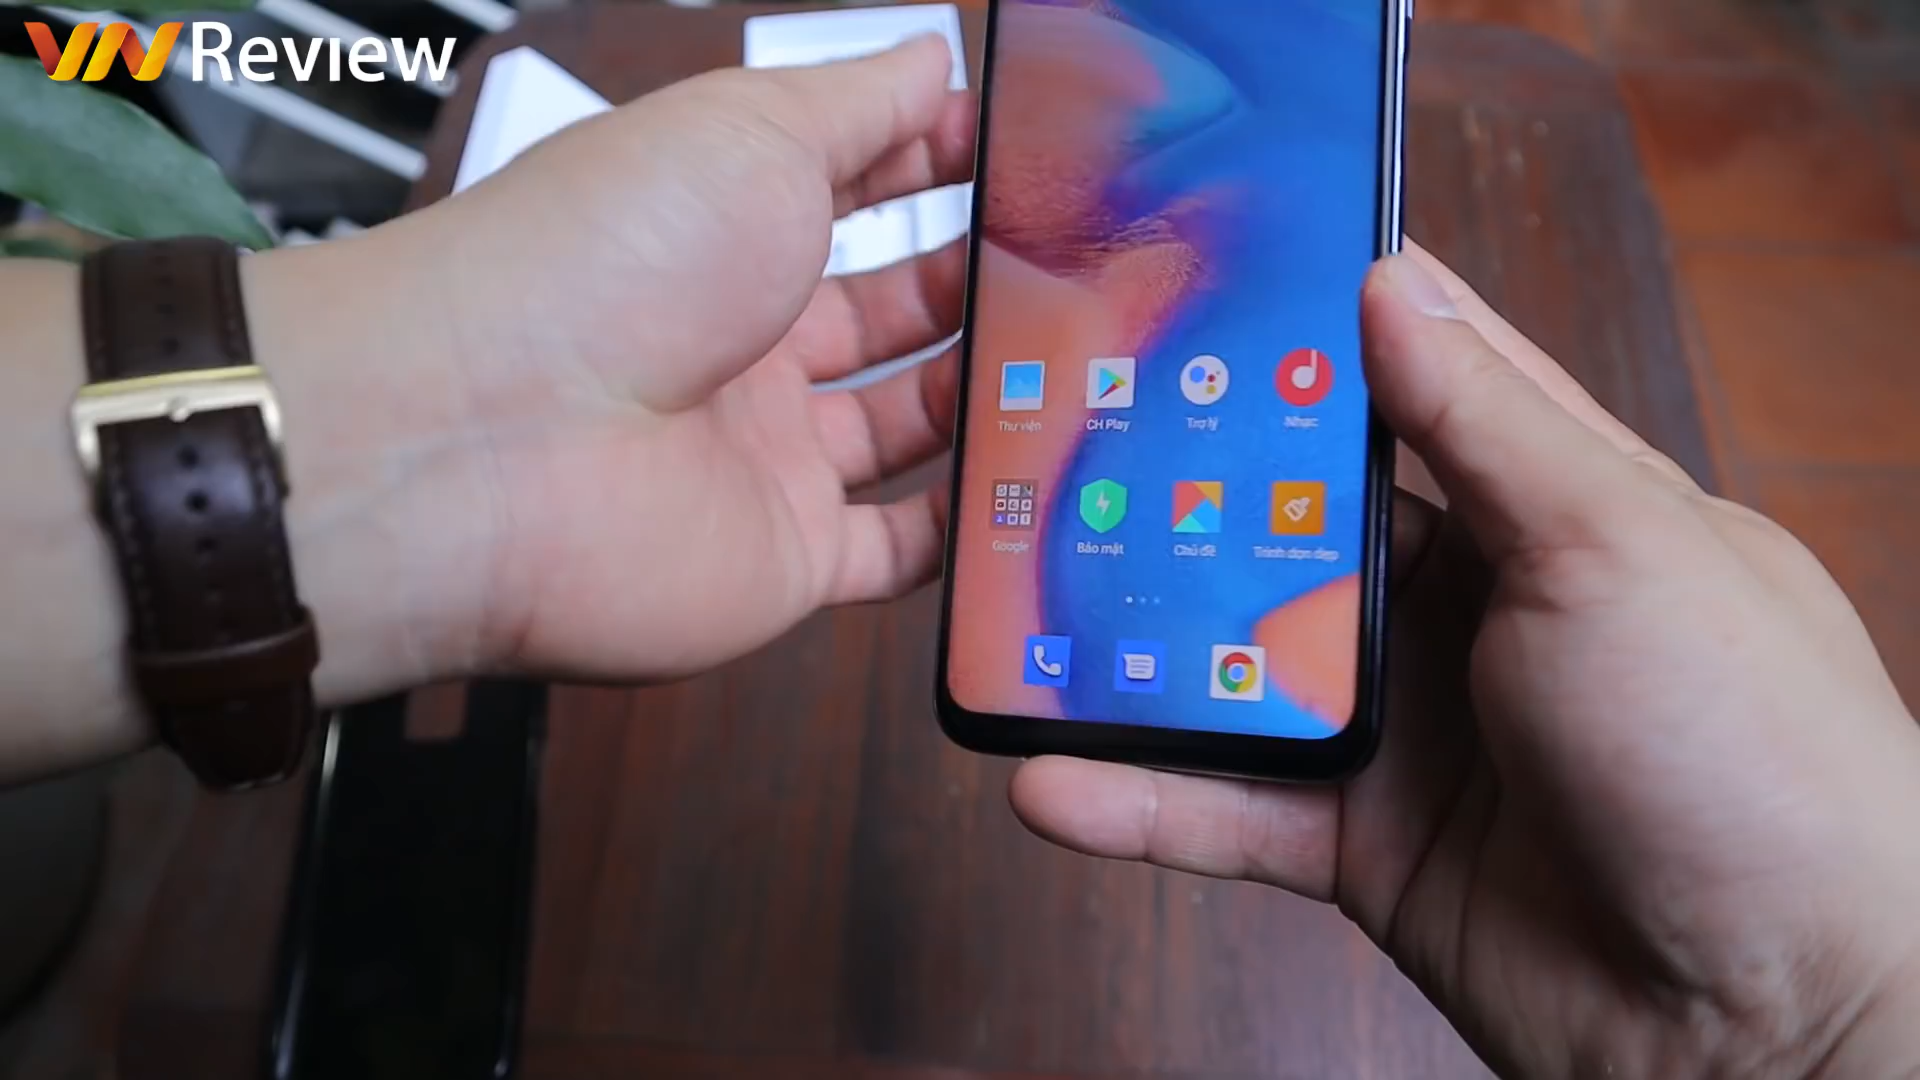 VN Review
Thư viện
CH Play
Trợ lý
Nhạc
Google
Bảo mật
Chủ đề
Trình dọn dẹp